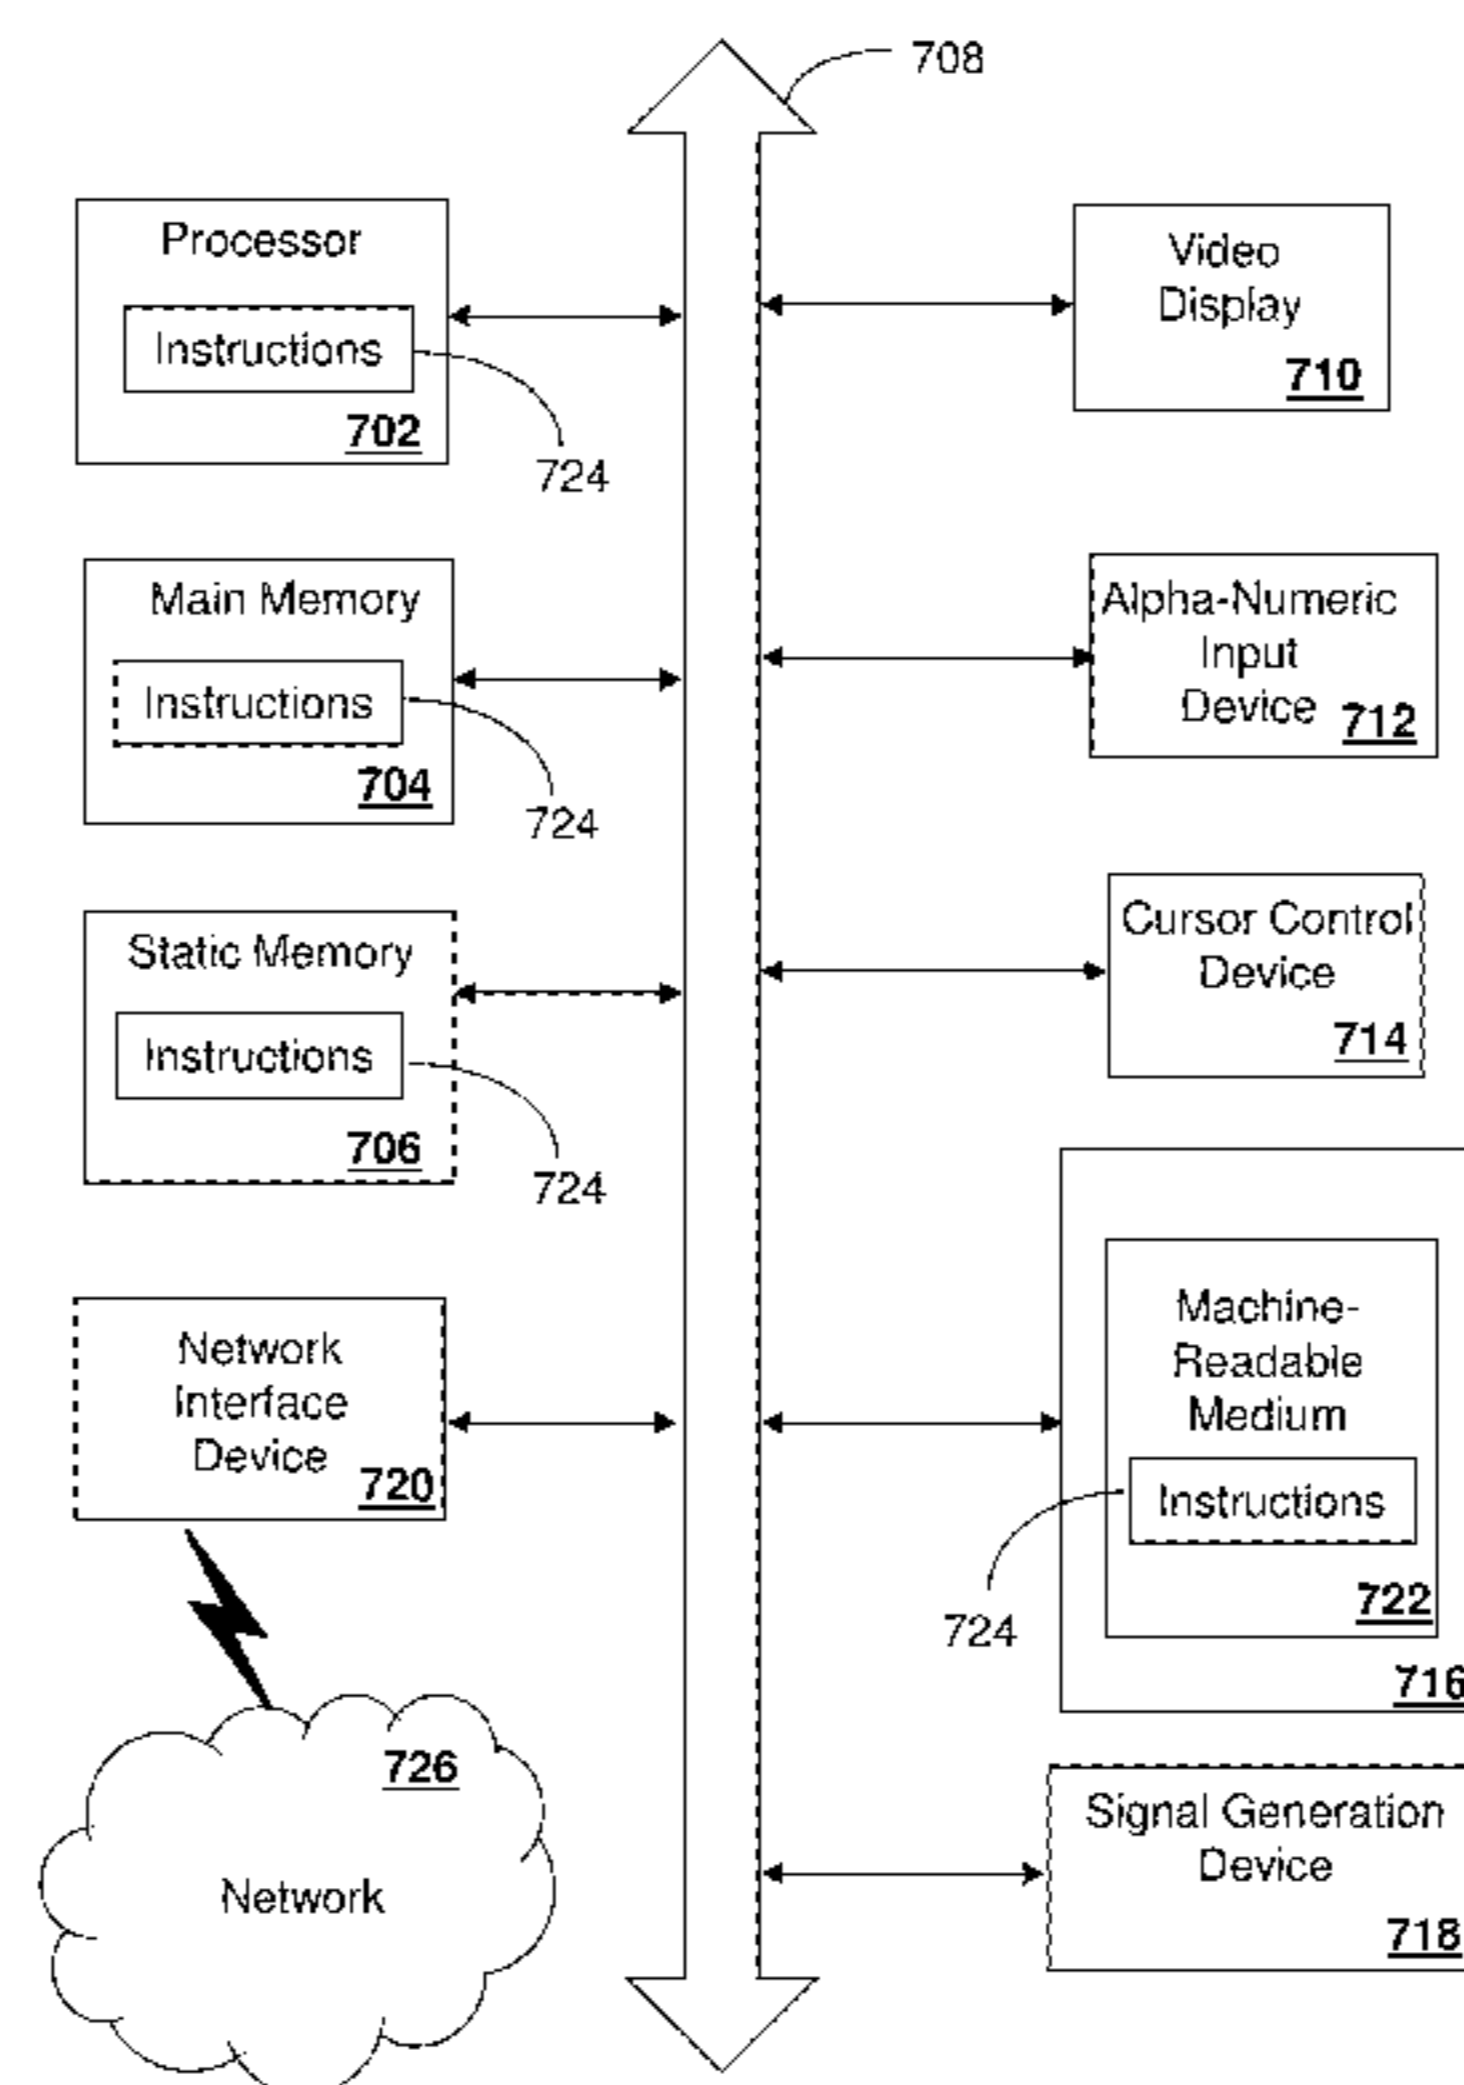 708
Processor
Instructions
702
724
Main Memory
Instructions
704
724
Static Memory
Instructions
706
724
Network
Interface
Device
720
726
Network
Video
Display
710
Alpha-Numeric
Input
Device
712
Cursor Control
Device
714
Machine-
Readable
Medium
Instructions
724
722
716
Signal Generation
Device
718